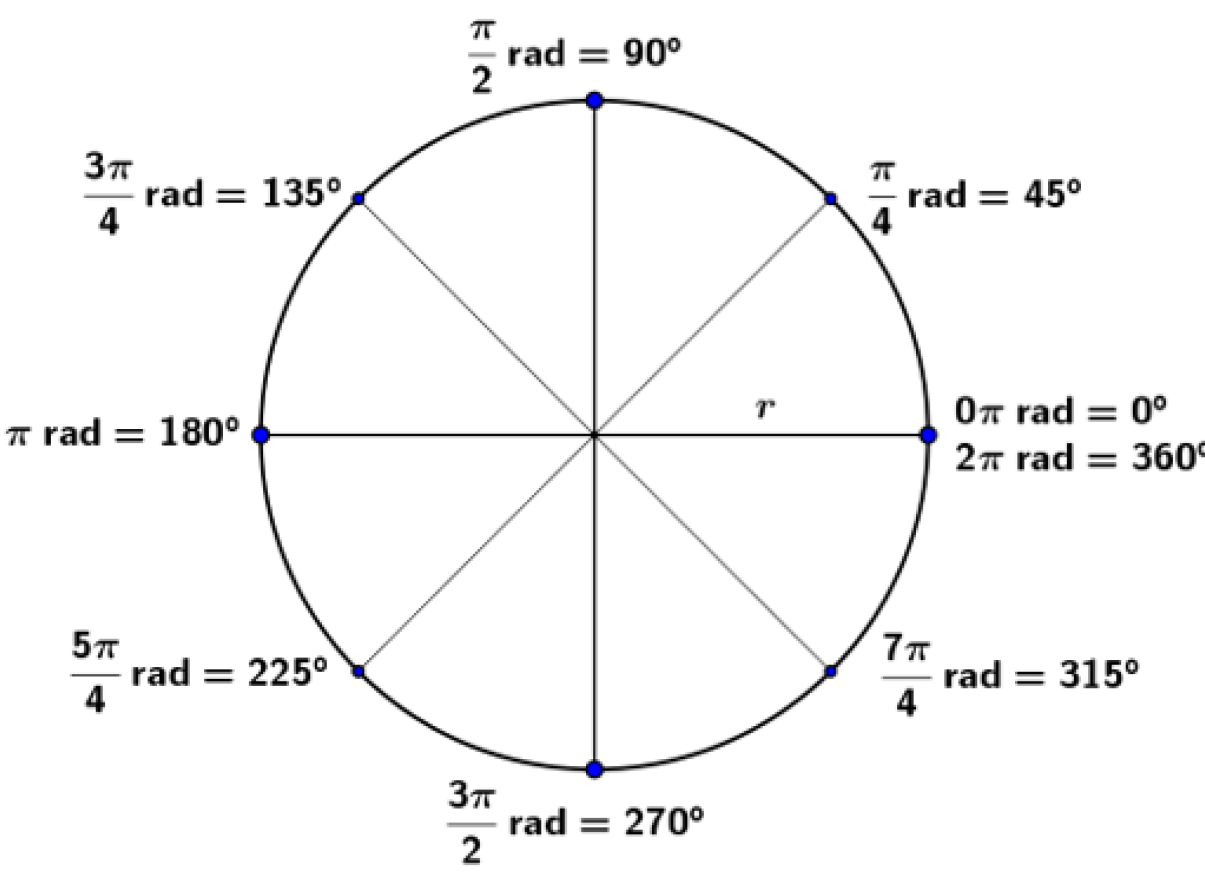 π/2 rad = 90º
3π/4 rad = 135º
π/4 rad = 45º
r
π rad = 180º
0π rad = 0º
2π rad = 360º
5π/4 rad = 225º
7π/4 rad = 315º
3π/2 rad = 270º